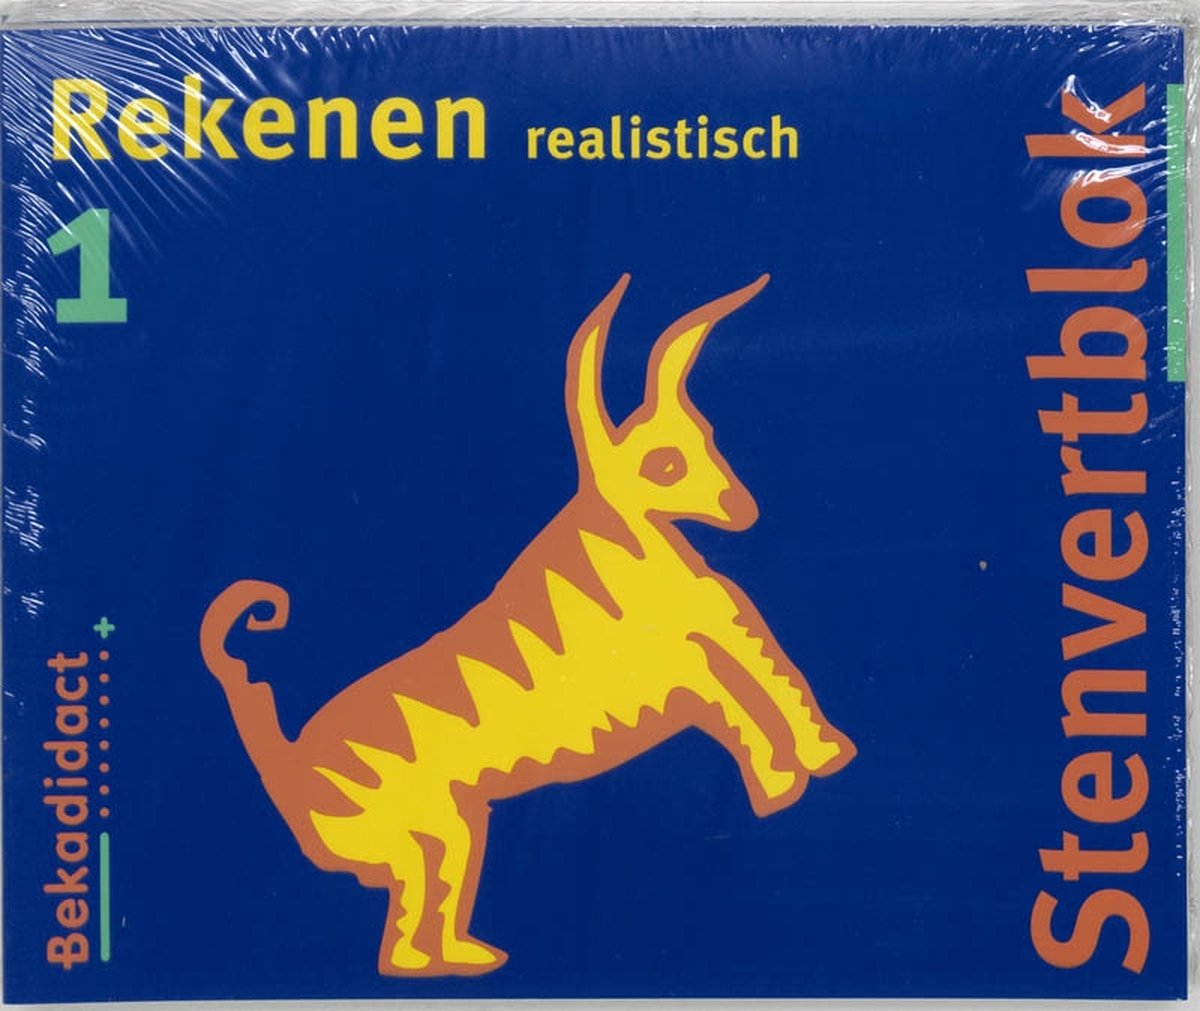 Rekenen realistisch
1
Stenvertblok
Bekadidact